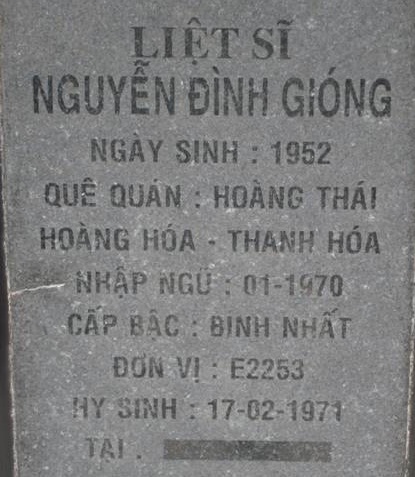 LIỆT SĨ
NGUYỄN ĐÌNH GIÓNG
NGÀY SINH : 1952
QUÊ QUÁN : HOÀNG THÁI
HOÀNG HÓA - THANH HÓA
NHẬP NGŨ : 01-1970
CẤP BẬC : BINH NHẤT
ĐƠN VỊ : E2253
HY SINH : 17-02-1971
TẠI .